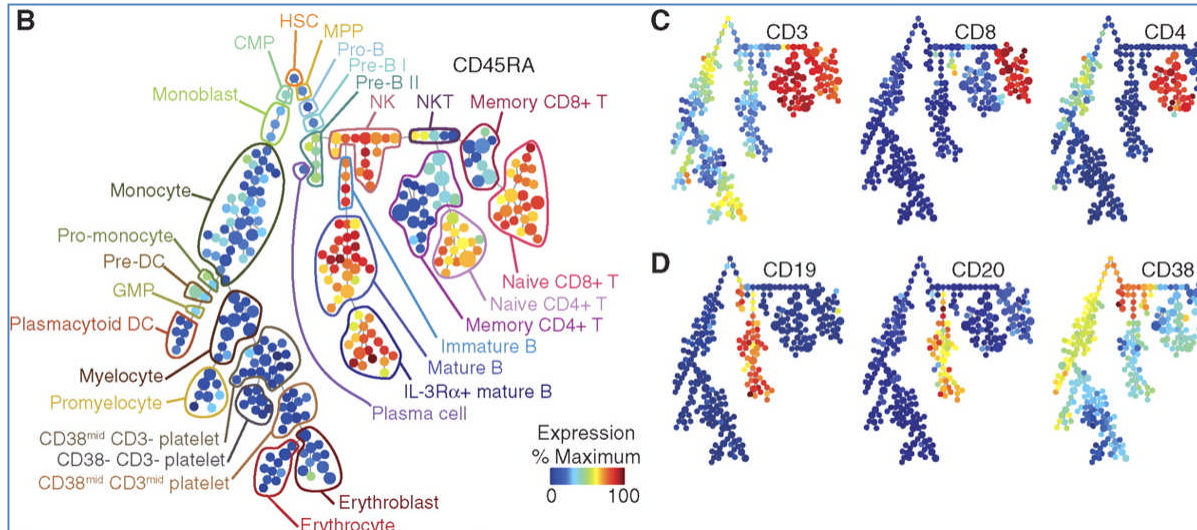 B
HSC
MPP
CMP
Pro-B
Pre-B I
Pre-B II
CD45RA
Monoblast
NK
NKT
Memory CD8+ T
Monocyte
Pro-monocyte
Pre-DC
GMP
Plasmacytoid DC
Naive CD8+ T
Naive CD4+ T
Memory CD4+ T
Immature B
Mature B
IL-3Rα+ mature B
Plasma cell
Myelocyte
Promyelocyte
CD38ᵐⁱᵈ CD3- platelet
CD38- CD3- platelet
CD38ᵐⁱᵈ CD3ᵐⁱᵈ platelet
Erythroblast
Erythrocyte
Expression
% Maximum
0 100
C
CD3
CD8
CD4
D
CD19
CD20
CD38